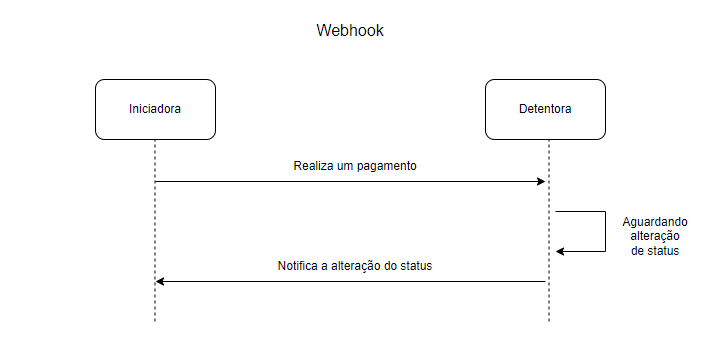 Webhook
Iniciadora
Detentora
Realiza um pagamento
Aguardando
alteração
de status
Notifica a alteração do status